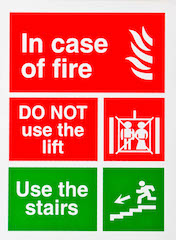 In case
of fire
DO NOT
use the
lift
Use the
stairs